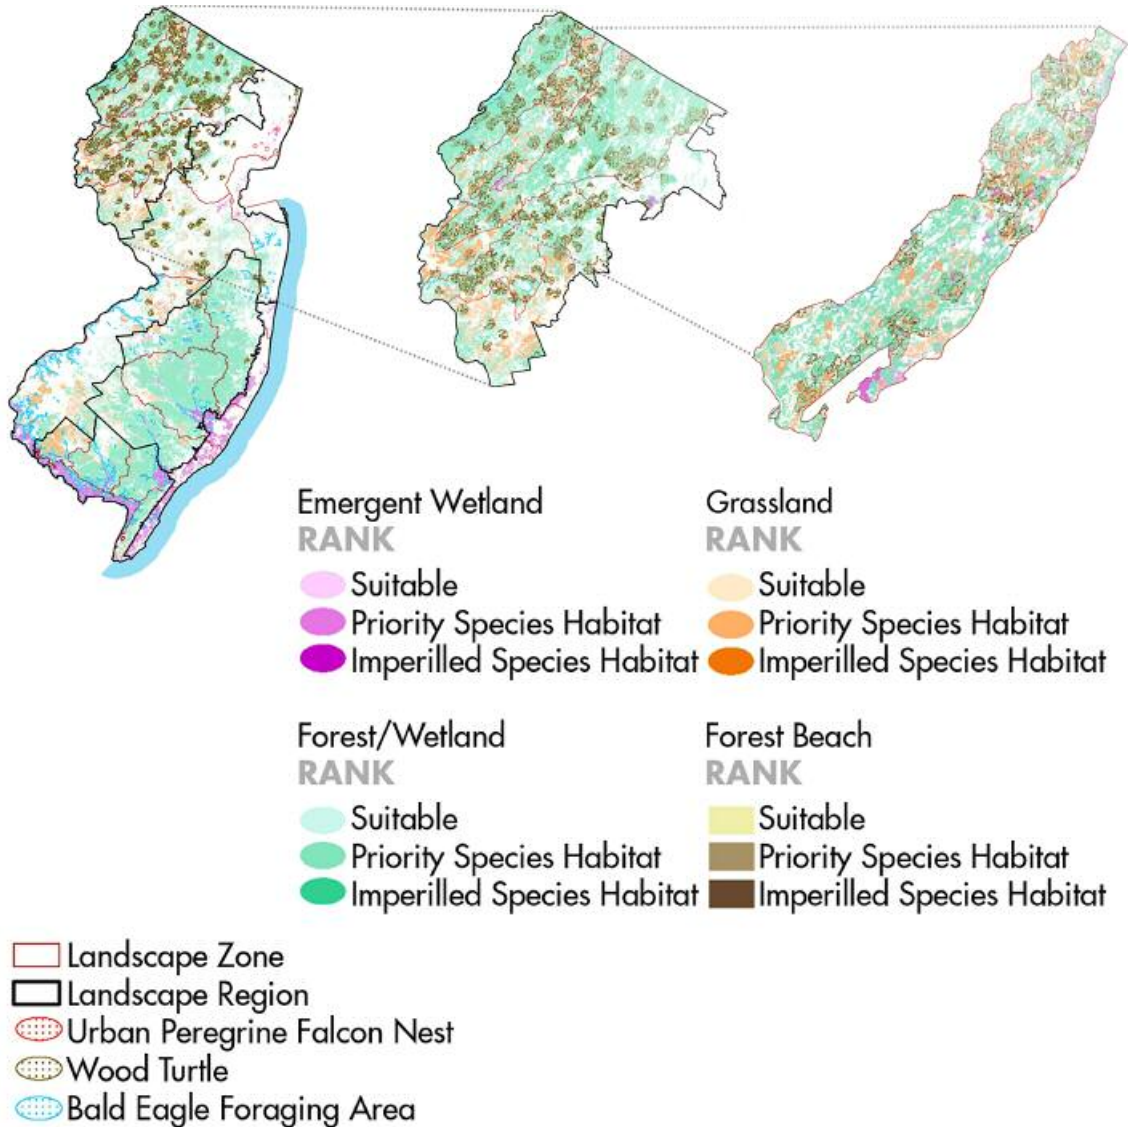 Emergent Wetland
RANK
Suitable
Priority Species Habitat
Imperilled Species Habitat
Grassland
RANK
Suitable
Priority Species Habitat
Imperilled Species Habitat
Forest/Wetland
RANK
Suitable
Priority Species Habitat
Imperilled Species Habitat
Forest Beach
RANK
Suitable
Priority Species Habitat
Imperilled Species Habitat
Landscape Zone
Landscape Region
Urban Peregrine Falcon Nest
Wood Turtle
Bald Eagle Foraging Area